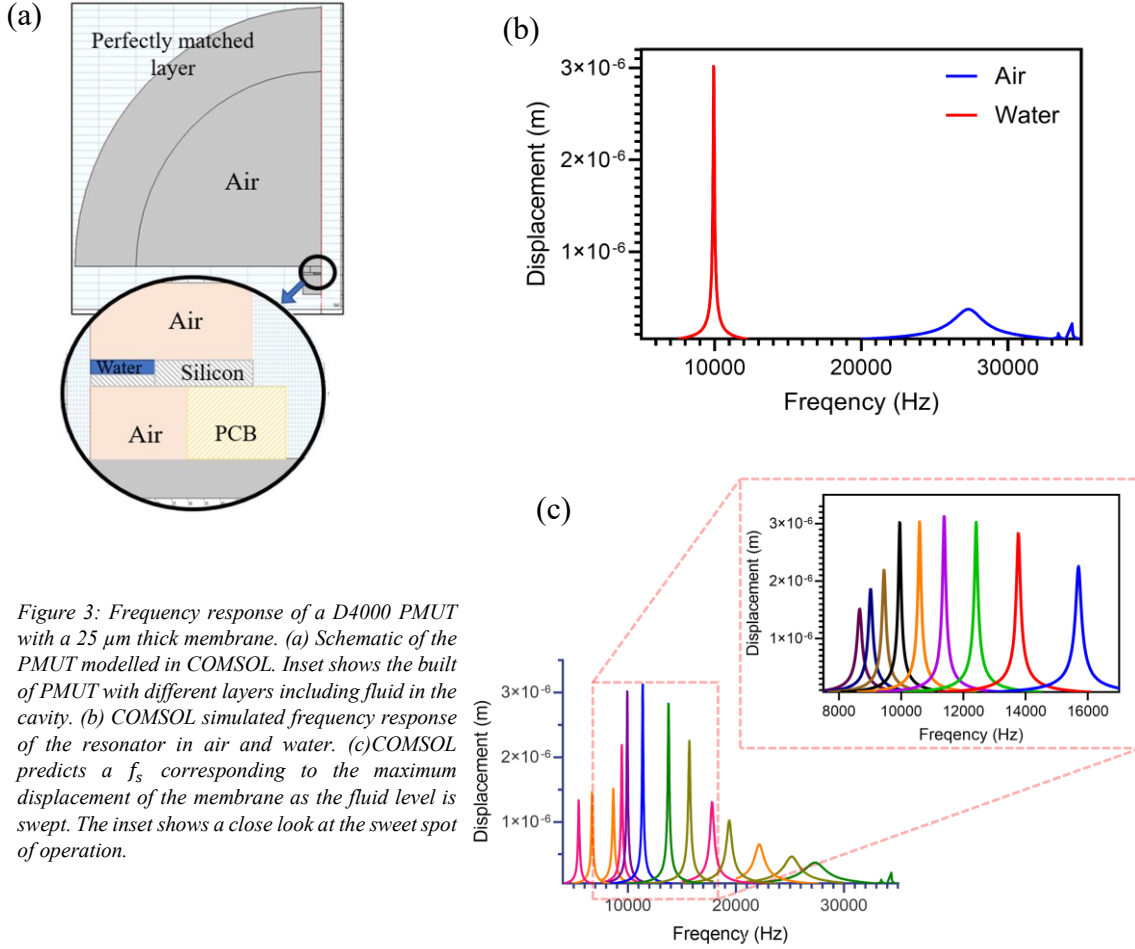 (a)
Perfectly matched
layer
Air
Air
Water
Silicon
Air
PCB
(b)
3×10⁻⁶
2×10⁻⁶
1×10⁻⁶
Displacement (m)
Air
Water
10000 20000 30000
Freqency (Hz)
(c)
3×10⁻⁶
2×10⁻⁶
1×10⁻⁶
Displacement (m)
8000 10000 12000 14000 16000
Freqency (Hz)
3×10⁻⁶
2×10⁻⁶
1×10⁻⁶
Displacement (m)
10000 20000 30000
Freqency (Hz)
Figure 3: Frequency response of a D4000 PMUT
with a 25 µm thick membrane. (a) Schematic of the
PMUT modelled in COMSOL. Inset shows the built
of PMUT with different layers including fluid in the
cavity. (b) COMSOL simulated frequency response
of the resonator in air and water. (c)COMSOL
predicts a fₛ corresponding to the maximum
displacement of the membrane as the fluid level is
swept. The inset shows a close look at the sweet spot
of operation.